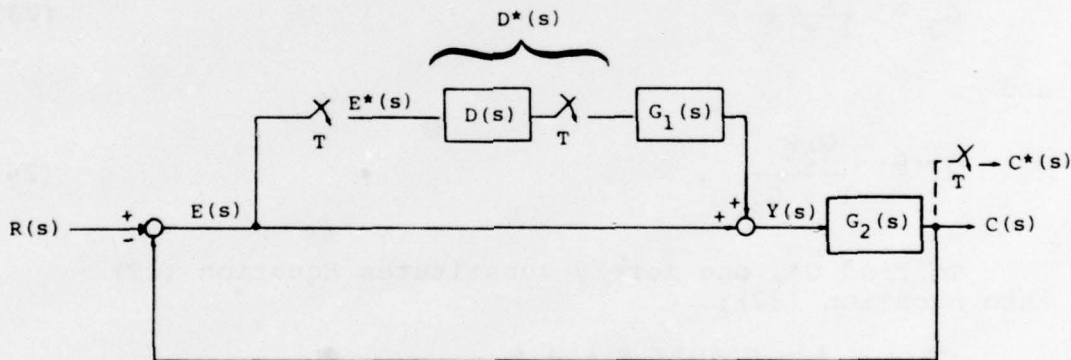 D*(s)
E*(s)
D(s)
G₁(s)
T
T
T
C*(s)
R(s)
+
-
E(s)
+
+
Y(s)
G₂(s)
C(s)